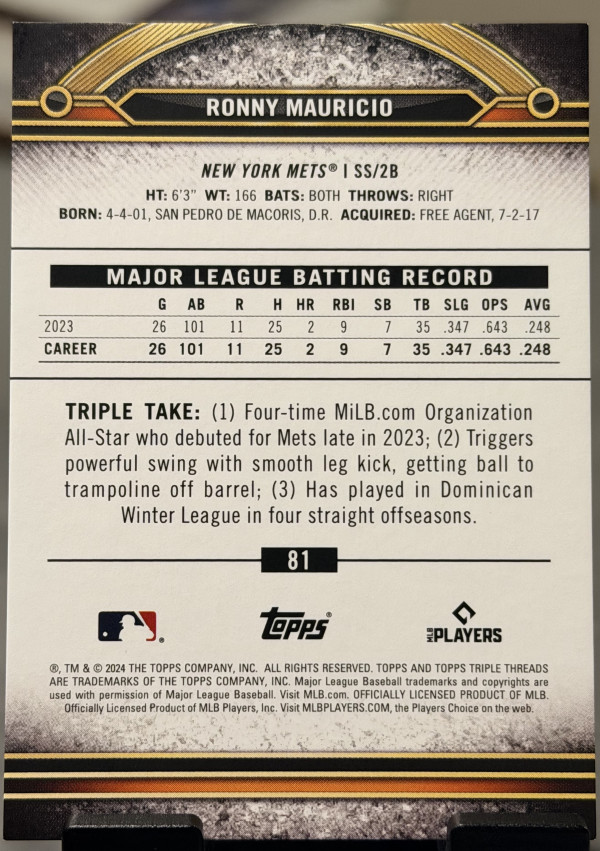 RONNY MAURICIO
NEW YORK METS® | SS/2B
HT: 6'3" WT: 166 BATS: BOTH THROWS: RIGHT
BORN: 4-4-01, SAN PEDRO DE MACORIS, D.R. ACQUIRED: FREE AGENT, 7-2-17
MAJOR LEAGUE BATTING RECORD
G AB R H HR RBI SB TB SLG OPS AVG
2023 26 101 11 25 2 9 7 35 .347 .643 .248
CAREER 26 101 11 25 2 9 7 35 .347 .643 .248
TRIPLE TAKE: (1) Four-time MiLB.com Organization
All-Star who debuted for Mets late in 2023; (2) Triggers
powerful swing with smooth leg kick, getting ball to
trampoline off barrel; (3) Has played in Dominican
Winter League in four straight offseasons.
81
®
Topps®
MLB PLAYERS
®, TM & © 2024 THE TOPPS COMPANY, INC. ALL RIGHTS RESERVED. TOPPS AND TOPPS TRIPLE THREADS
ARE TRADEMARKS OF THE TOPPS COMPANY, INC. Major League Baseball trademarks and copyrights are
used with permission of Major League Baseball. Visit MLB.com. OFFICIALLY LICENSED PRODUCT OF MLB.
Officially Licensed Product of MLB Players, Inc. Visit MLBPLAYERS.COM, the Players Choice on the web.